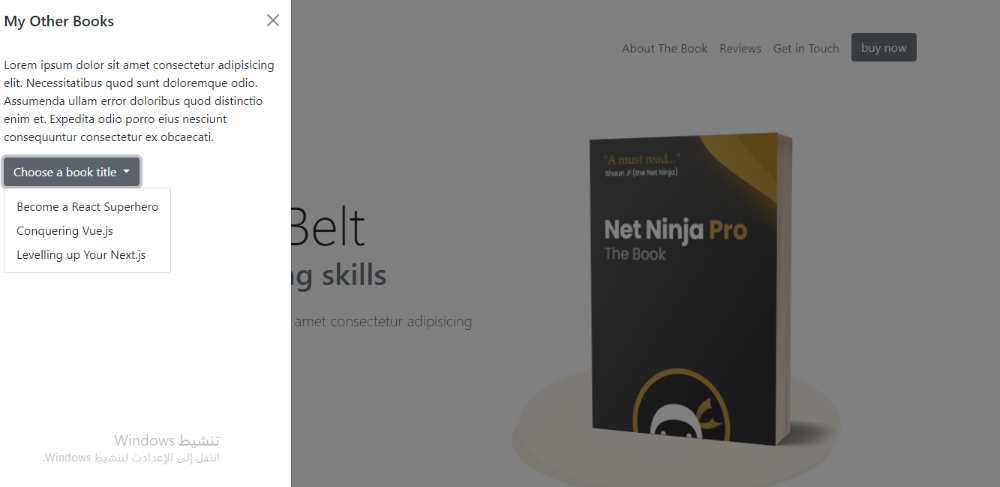 My Other Books
Lorem ipsum dolor sit amet consectetur adipisicing
elit. Necessitatibus quod sunt doloremque odio.
Assumenda ullam error doloribus quod distinctio
enim et. Expedita odio porro eius nesciunt
consequuntur consectetur ex obcaecati.
Choose a book title
Become a React Superhero
Conquering Vue.js
Levelling up Your Next.js
تنشيط Windows
انتقل إلى الإعدادات لتنشيط Windows.
About The Book
Reviews
Get in Touch
buy now
Belt
skills
amet consectetur adipisicing
"A must read..."
Shaun P (the Net Ninja)
Net Ninja Pro
The Book